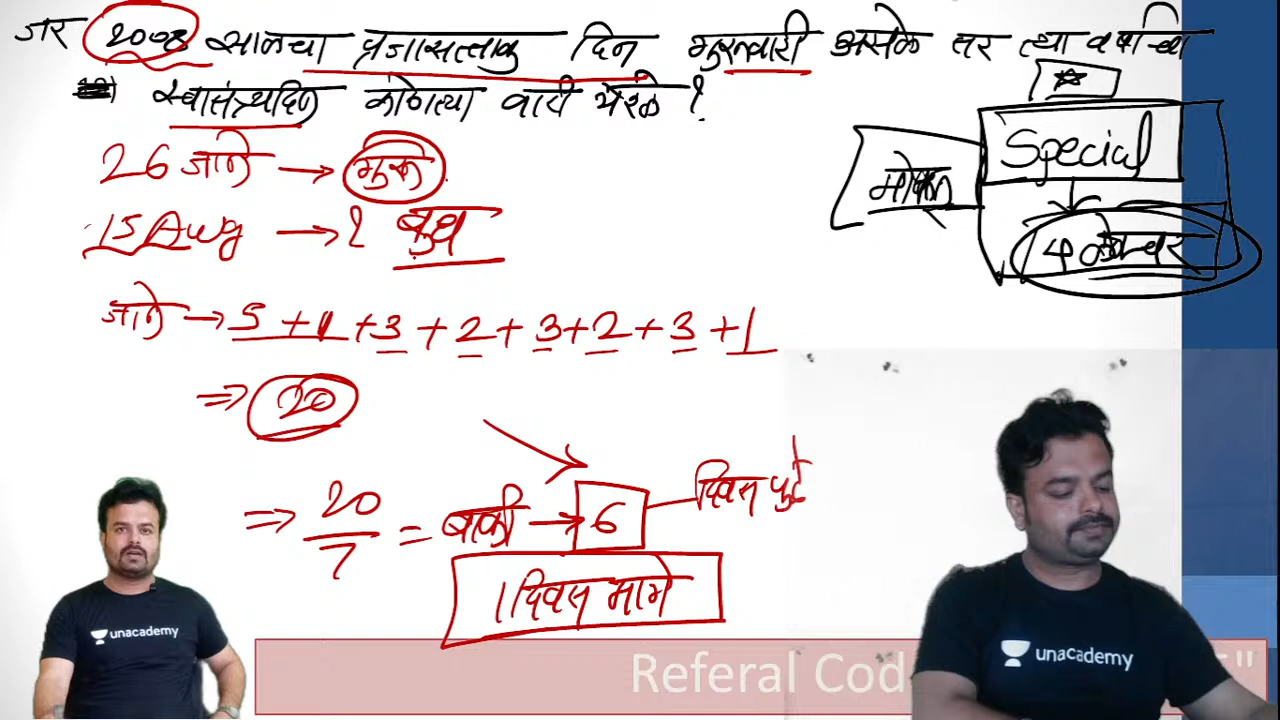 जर सालचा प्रजासत्ताक दिन गुरुवारी असेल तर त्या वर्षाचा
स्वातंत्र्यदिन कोणत्या वारी येईल ?
26 जाने → गुरु
15 Aug → ? बुध
जाने → 5 + 1 + 3 + 2 + 3 + 2 + 3 + 1
⇒ 20
⇒ 20/7 = बाकी → 6 दिवस पुढे
1 दिवस मागे
Special
unacademy
unacademy
Referal Cod